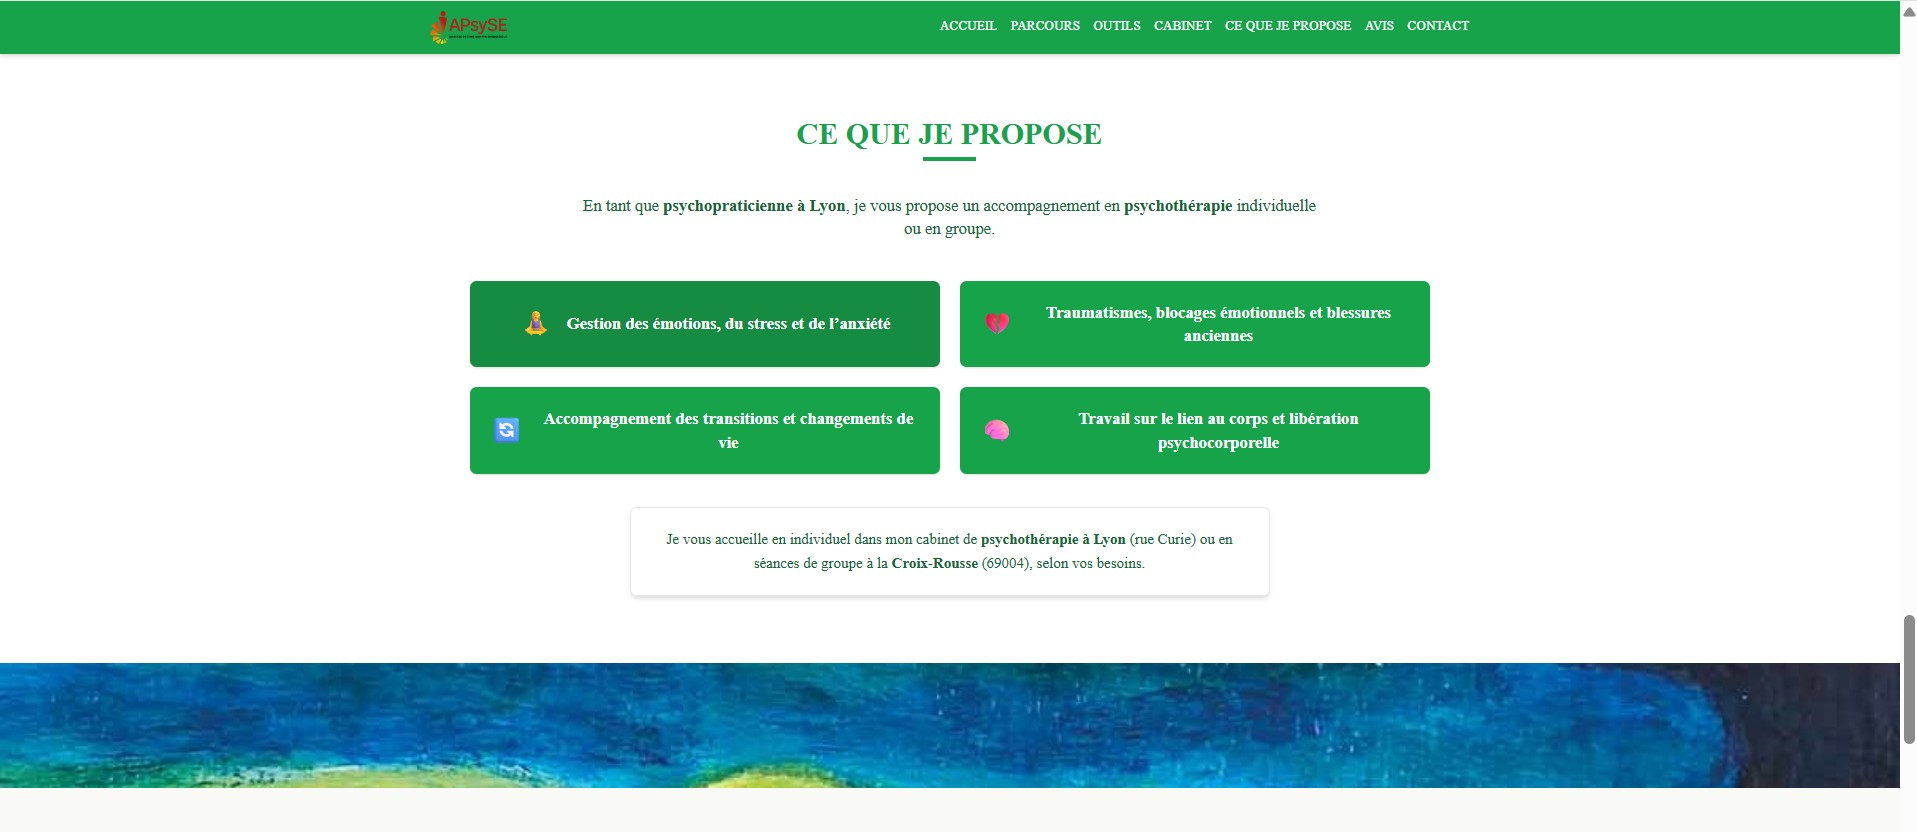 APsySE
ACCUEIL PARCOURS OUTILS CABINET CE QUE JE PROPOSE AVIS CONTACT
CE QUE JE PROPOSE
En tant que psychopraticienne à Lyon, je vous propose un accompagnement en psychothérapie individuelle
ou en groupe.
Gestion des émotions, du stress et de l’anxiété
Traumatismes, blocages émotionnels et blessures
anciennes
Accompagnement des transitions et changements de
vie
Travail sur le lien au corps et libération
psychocorporelle
Je vous accueille en individuel dans mon cabinet de psychothérapie à Lyon (rue Curie) ou en
séances de groupe à la Croix-Rousse (69004), selon vos besoins.